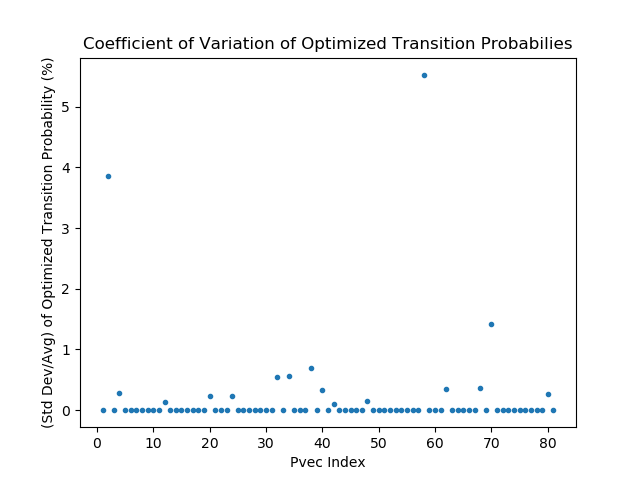 Coefficient of Variation of Optimized Transition Probabilies
(Std Dev/Avg) of Optimized Transition Probability (%)
5
4
3
2
1
0
0 10 20 30 40 50 60 70 80
Pvec Index